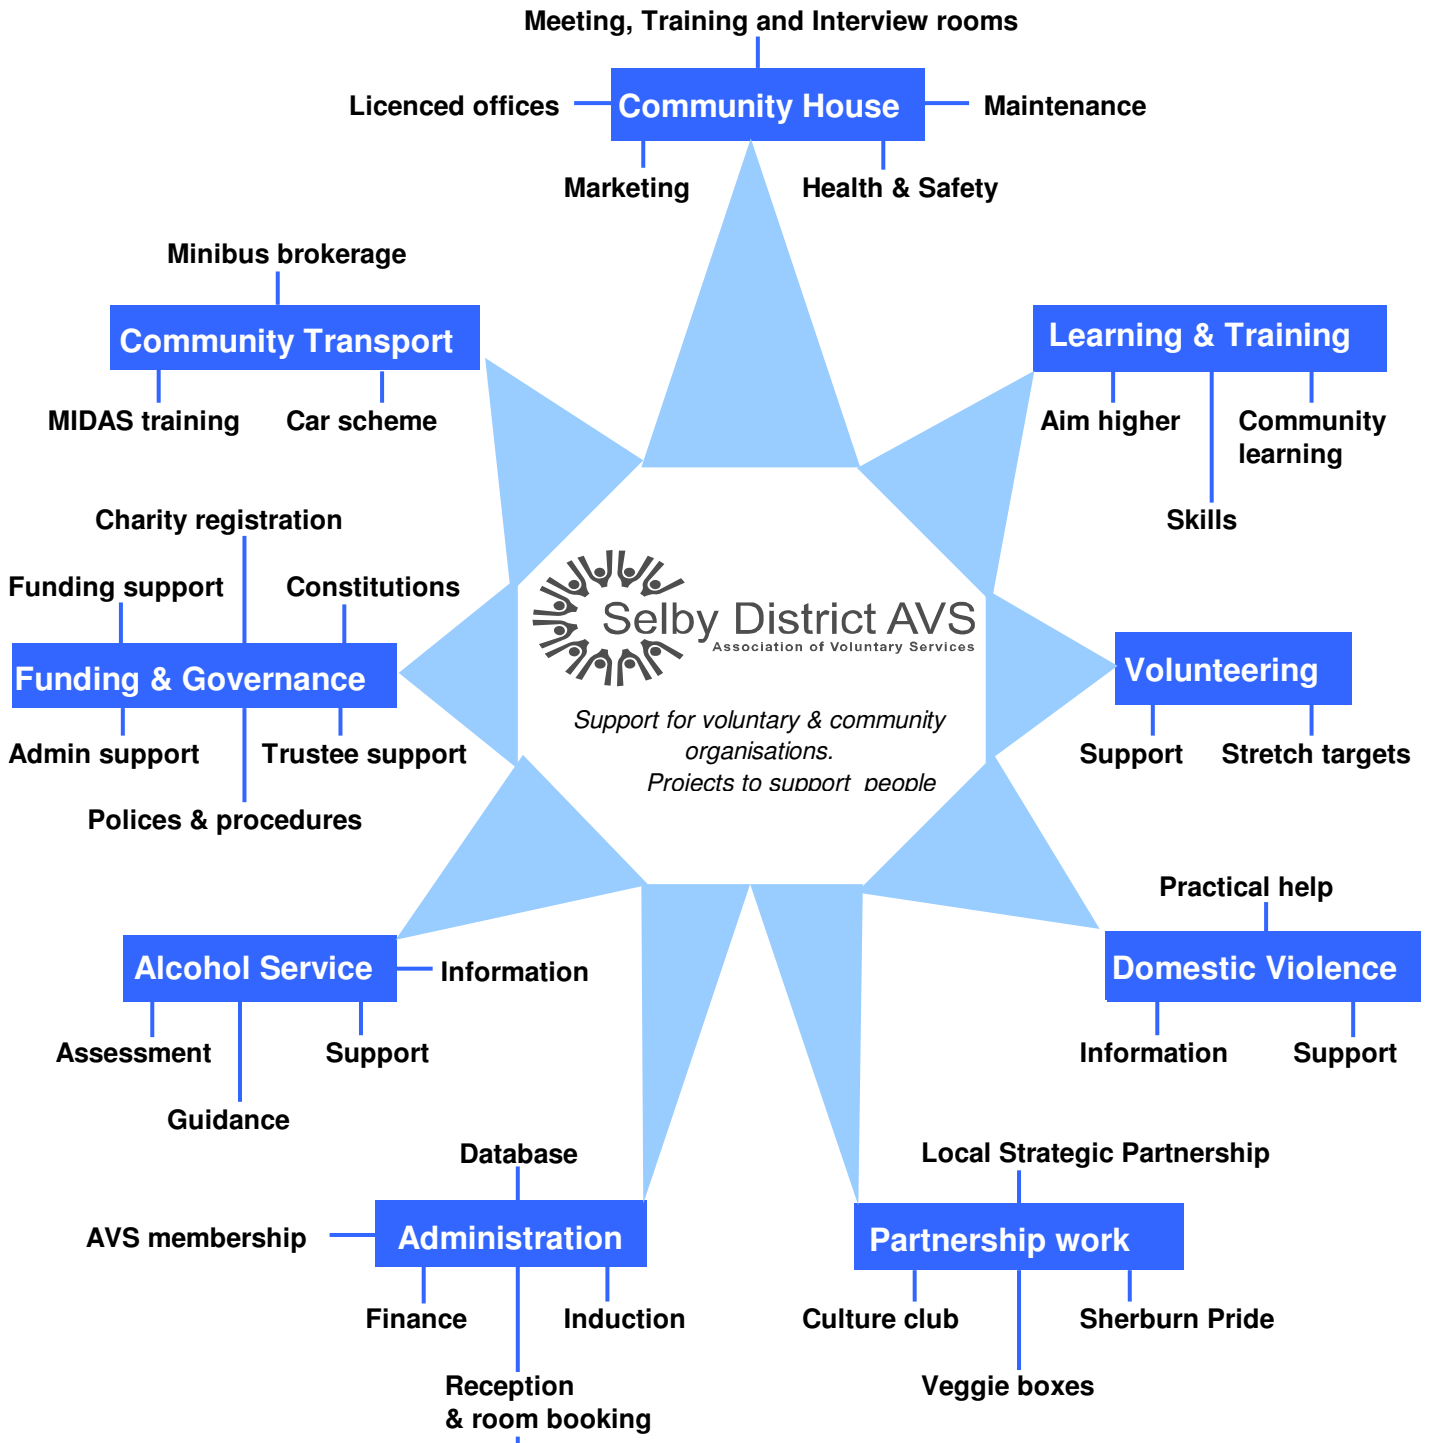 Meeting, Training and Interview rooms
Licenced offices
Community House
Maintenance
Marketing
Health & Safety
Minibus brokerage
Community Transport
MIDAS training
Car scheme
Learning & Training
Aim higher
Community
learning
Skills
Charity registration
Funding support
Constitutions
Funding & Governance
Admin support
Trustee support
Polices & procedures
Selby District AVS
Association of Voluntary Services
Support for voluntary & community
organisations.
Projects to support people
Volunteering
Support
Stretch targets
Practical help
Domestic Violence
Information
Support
Alcohol Service
Information
Assessment
Support
Guidance
Database
AVS membership
Administration
Finance
Induction
Reception
& room booking
Local Strategic Partnership
Partnership work
Culture club
Sherburn Pride
Veggie boxes